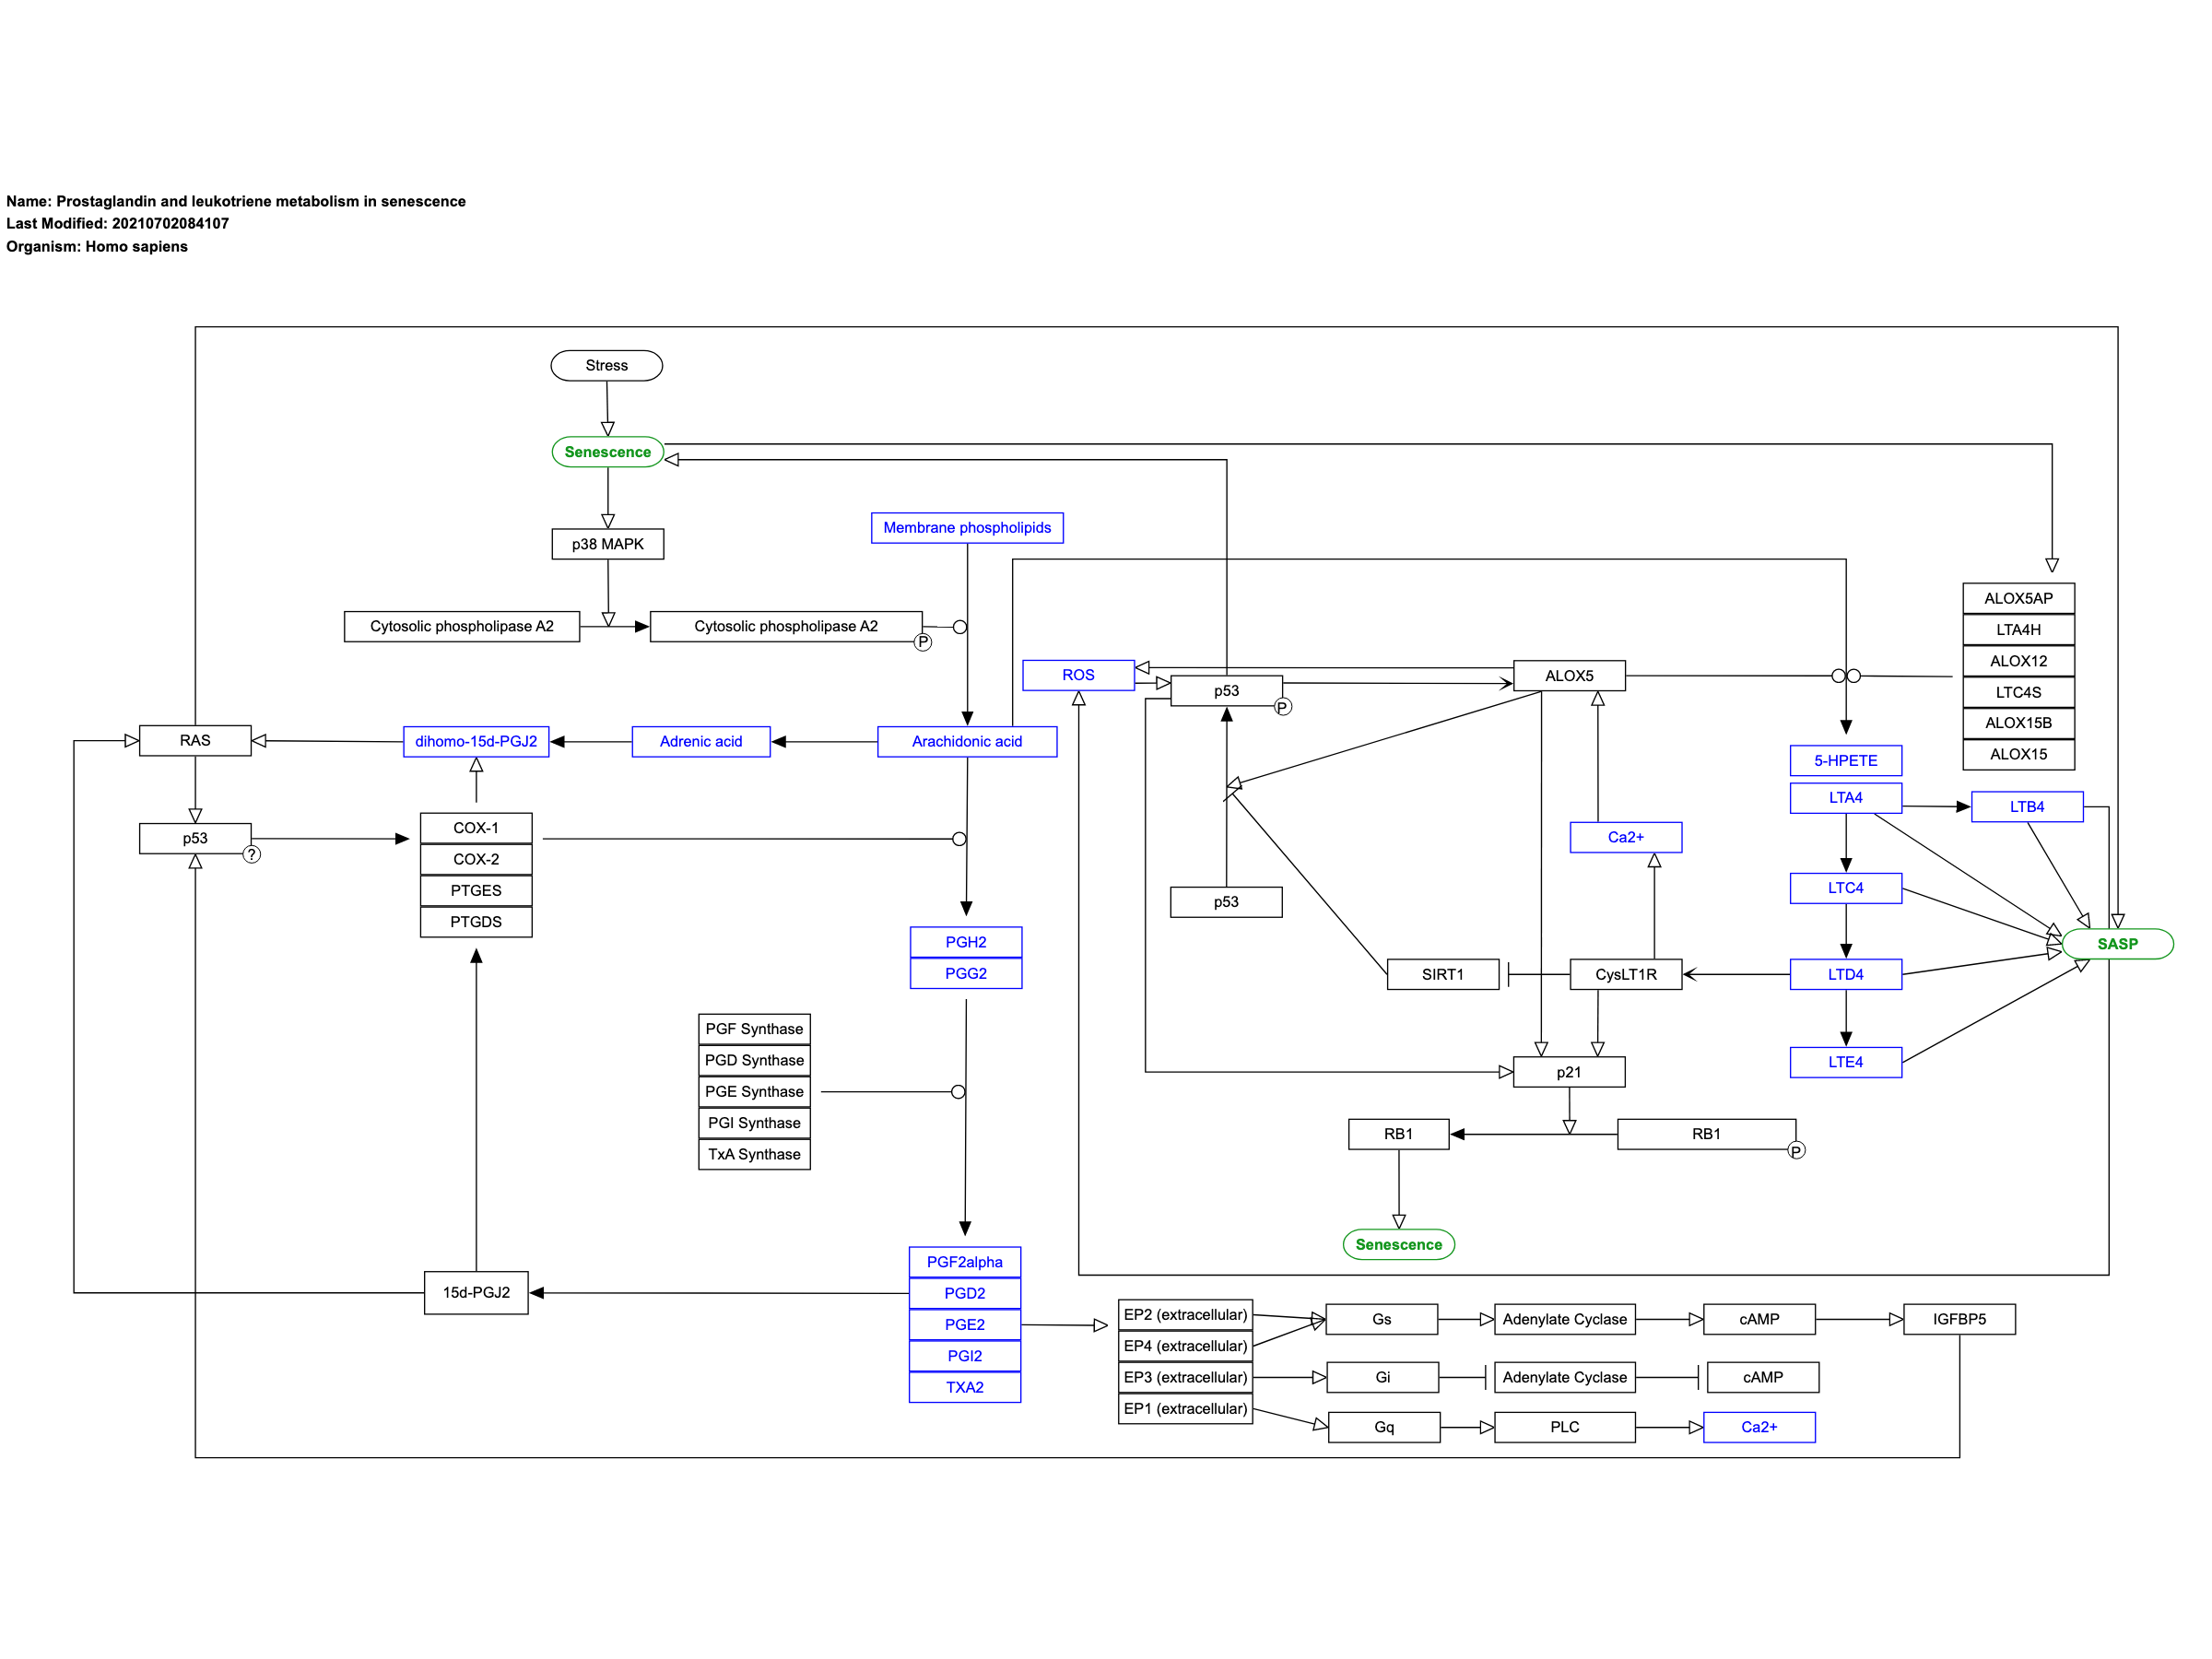 Name: Prostaglandin and leukotriene metabolism in senescence
Last Modified: 20210702084107
Organism: Homo sapiens
Stress
Senescence
p38 MAPK
Membrane phospholipids
Cytosolic phospholipase A2
Cytosolic phospholipase A2
P
ALOX5AP
LTA4H
ALOX12
LTC4S
ALOX15B
ALOX15
ROS
p53
P
ALOX5
RAS
dihomo-15d-PGJ2
Adrenic acid
Arachidonic acid
5-HPETE
LTA4
LTB4
p53
?
COX-1
COX-2
PTGES
PTGDS
Ca2+
LTC4
p53
PGH2
PGG2
SASP
SIRT1
CysLT1R
LTD4
PGF Synthase
PGD Synthase
PGE Synthase
PGI Synthase
TxA Synthase
p21
LTE4
RB1
RB1
P
Senescence
15d-PGJ2
PGF2alpha
PGD2
PGE2
PGI2
TXA2
EP2 (extracellular)
EP4 (extracellular)
EP3 (extracellular)
EP1 (extracellular)
Gs
Adenylate Cyclase
cAMP
IGFBP5
Gi
Adenylate Cyclase
cAMP
Gq
PLC
Ca2+